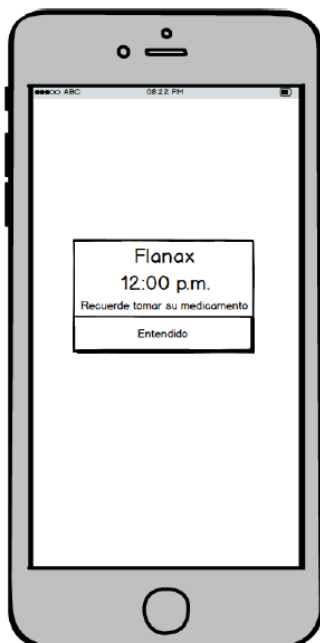 ABC 08:22 PM
Flanax
12:00 p.m.
Recuerde tomar su medicamento
Entendido